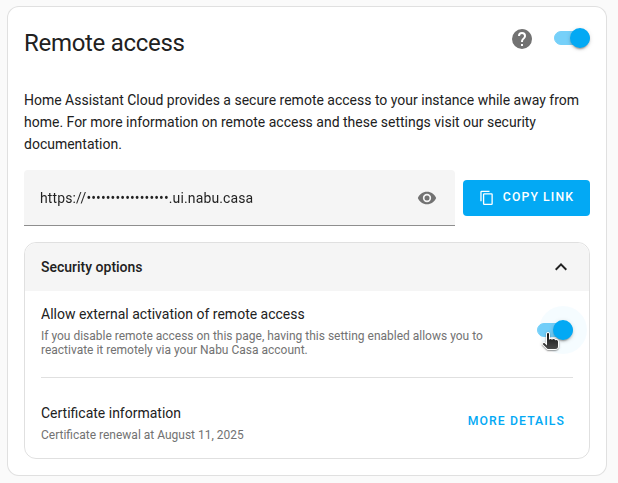 Remote access
Home Assistant Cloud provides a secure remote access to your instance while away from
home. For more information on remote access and these settings visit our security
documentation.
https://•••••••••••••••••.ui.nabu.casa
COPY LINK
Security options
Allow external activation of remote access
If you disable remote access on this page, having this setting enabled allows you to
reactivate it remotely via your Nabu Casa account.
Certificate information
Certificate renewal at August 11, 2025
MORE DETAILS